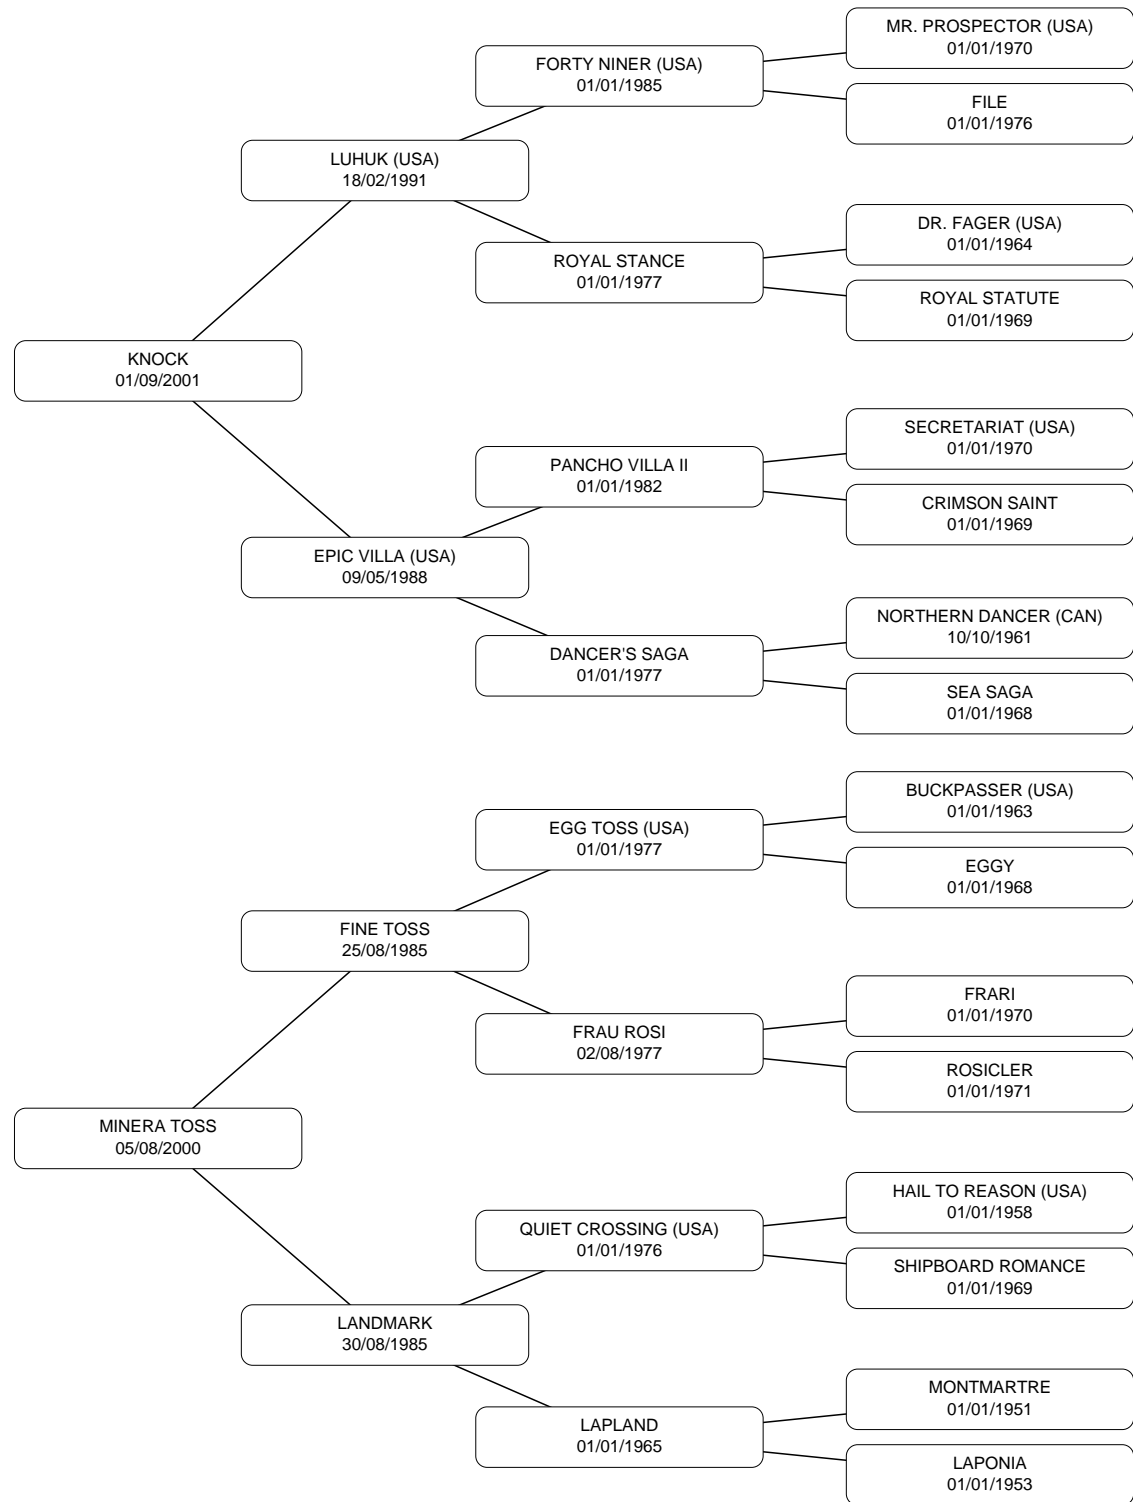 MR. PROSPECTOR (USA)
01/01/1970
FORTY NINER (USA)
01/01/1985
FILE
01/01/1976
LUHUK (USA)
18/02/1991
DR. FAGER (USA)
01/01/1964
ROYAL STANCE
01/01/1977
ROYAL STATUTE
01/01/1969
KNOCK
01/09/2001
SECRETARIAT (USA)
01/01/1970
PANCHO VILLA II
01/01/1982
CRIMSON SAINT
01/01/1969
EPIC VILLA (USA)
09/05/1988
NORTHERN DANCER (CAN)
10/10/1961
DANCER'S SAGA
01/01/1977
SEA SAGA
01/01/1968
BUCKPASSER (USA)
01/01/1963
EGG TOSS (USA)
01/01/1977
EGGY
01/01/1968
FINE TOSS
25/08/1985
FRARI
01/01/1970
FRAU ROSI
02/08/1977
ROSICLER
01/01/1971
MINERA TOSS
05/08/2000
HAIL TO REASON (USA)
01/01/1958
QUIET CROSSING (USA)
01/01/1976
SHIPBOARD ROMANCE
01/01/1969
LANDMARK
30/08/1985
MONTMARTRE
01/01/1951
LAPLAND
01/01/1965
LAPONIA
01/01/1953